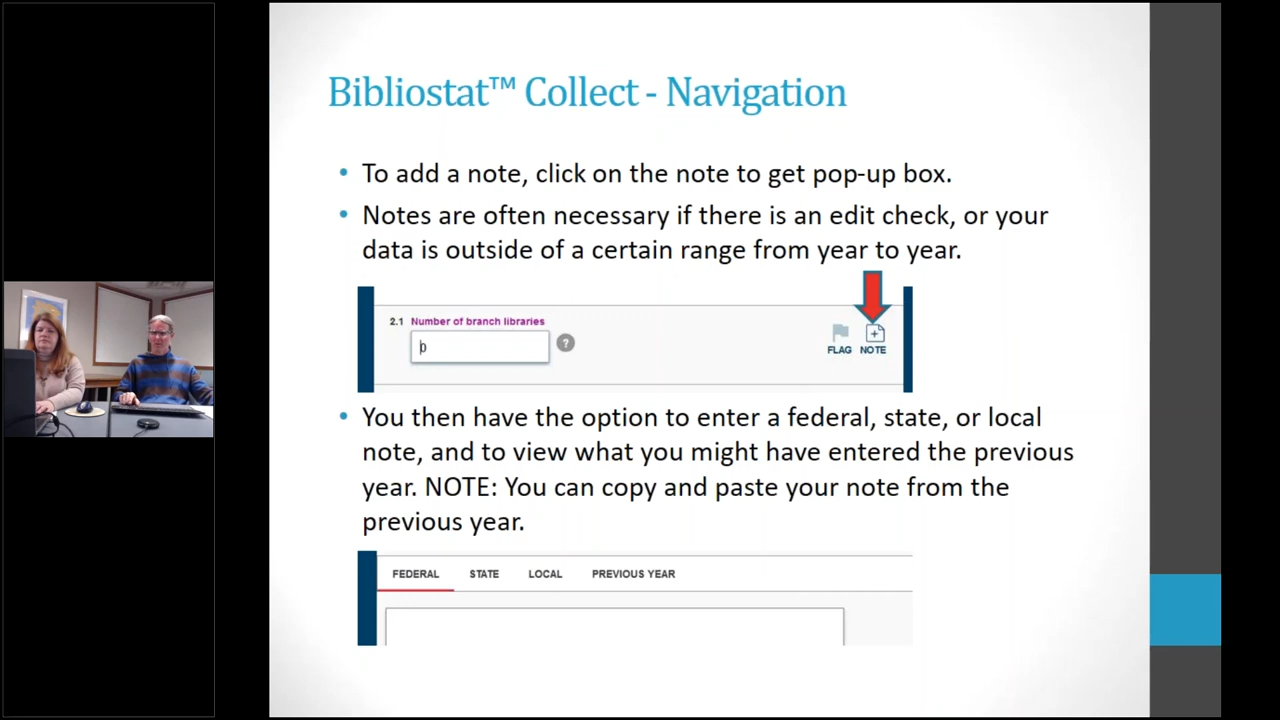 Bibliostat™ Collect - Navigation
• To add a note, click on the note to get pop-up box.
• Notes are often necessary if there is an edit check, or your
data is outside of a certain range from year to year.
2.1 Number of branch libraries
?
FLAG NOTE
• You then have the option to enter a federal, state, or local
note, and to view what you might have entered the previous
year. NOTE: You can copy and paste your note from the
previous year.
FEDERAL STATE LOCAL PREVIOUS YEAR